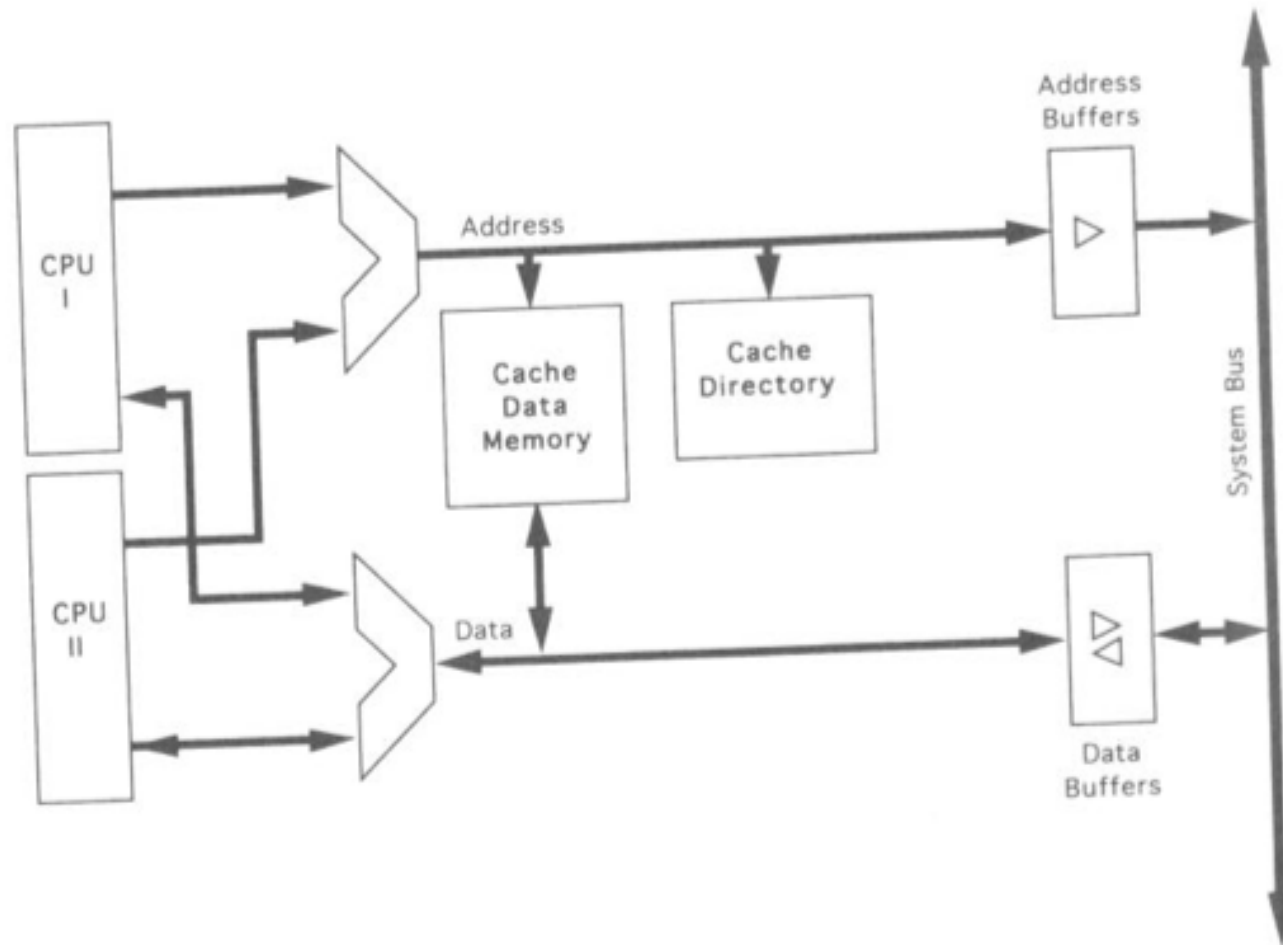 Address
Buffers
CPU
I
Address
Cache
Data
Memory
Cache
Directory
System Bus
CPU
II
Data
Data
Buffers